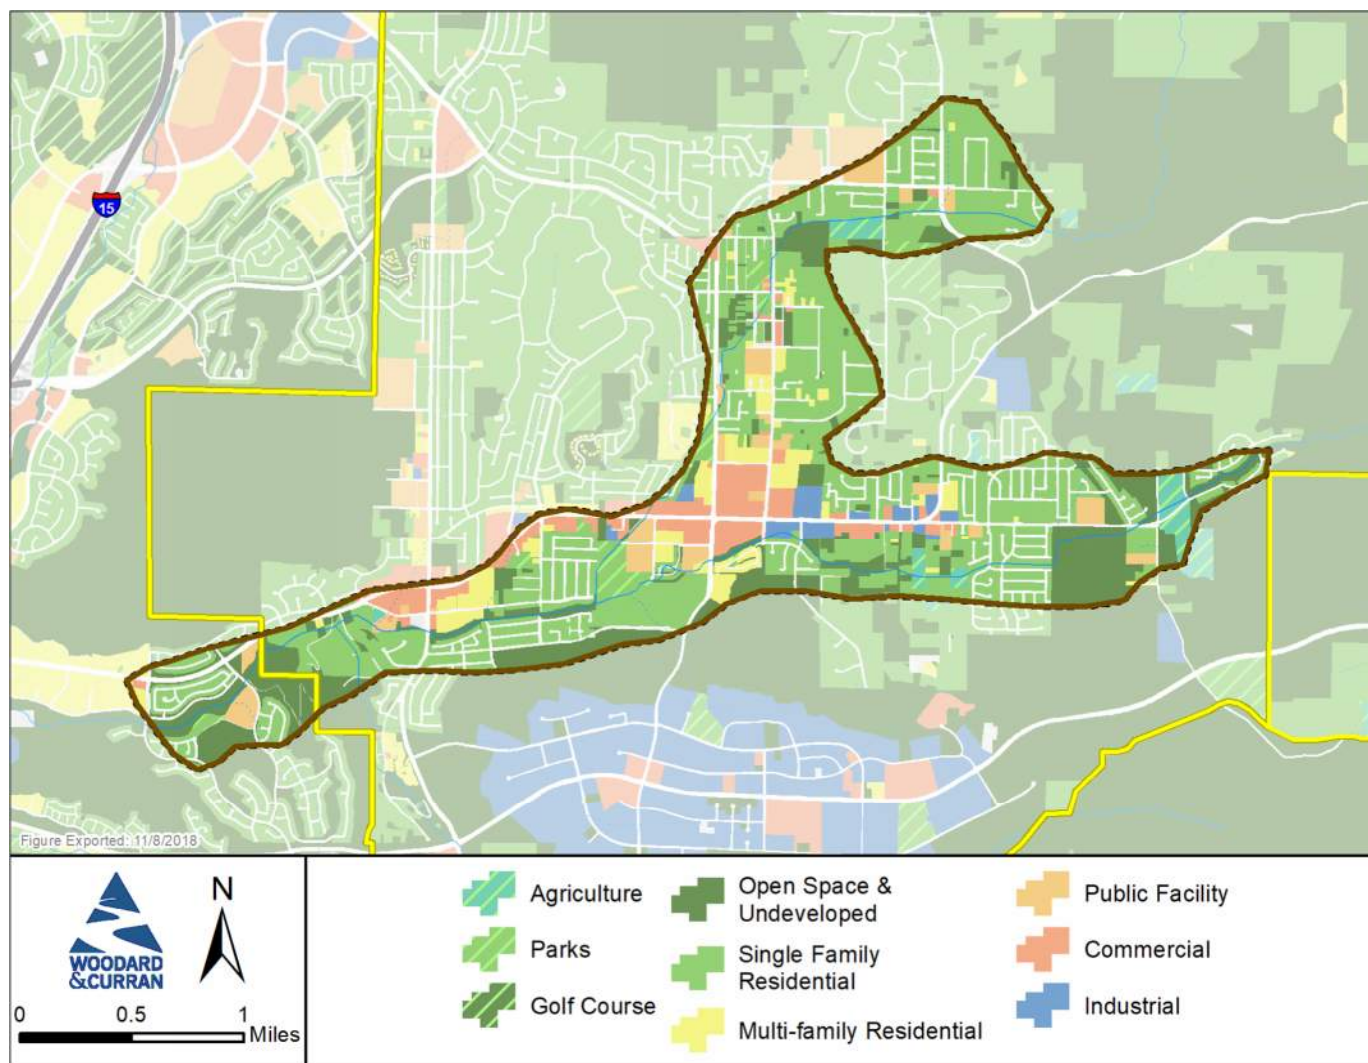 15
Figure Exported: 11/8/2018
WOODARD
&CURRAN
N
0 0.5 1
Miles
Agriculture
Parks
Golf Course
Open Space &
Undeveloped
Single Family
Residential
Multi-family Residential
Public Facility
Commercial
Industrial